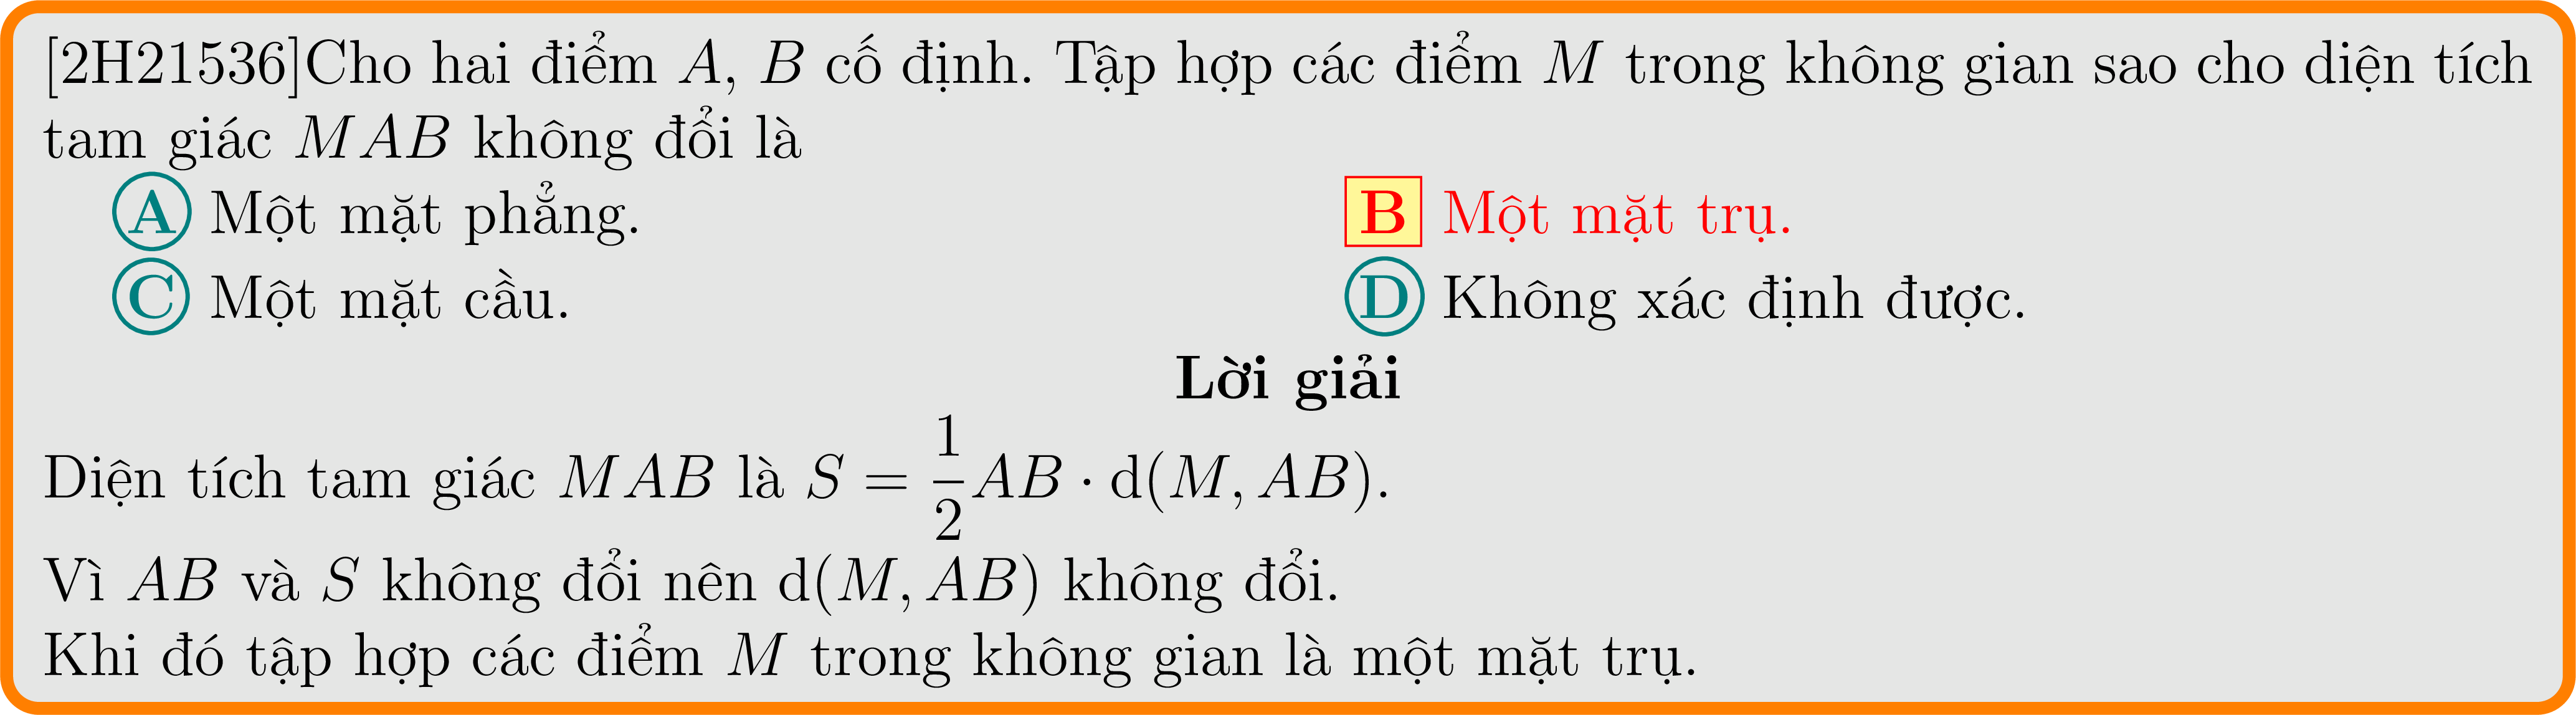 [2H21536]Cho hai điểm A, B cố định. Tập hợp các điểm M trong không gian sao cho diện tích
tam giác MAB không đổi là
A Một mặt phẳng.
B Một mặt trụ.
C Một mặt cầu.
D Không xác định được.
Lời giải
Diện tích tam giác MAB là S = \frac{1}{2}AB · d(M, AB).
Vì AB và S không đổi nên d(M, AB) không đổi.
Khi đó tập hợp các điểm M trong không gian là một mặt trụ.